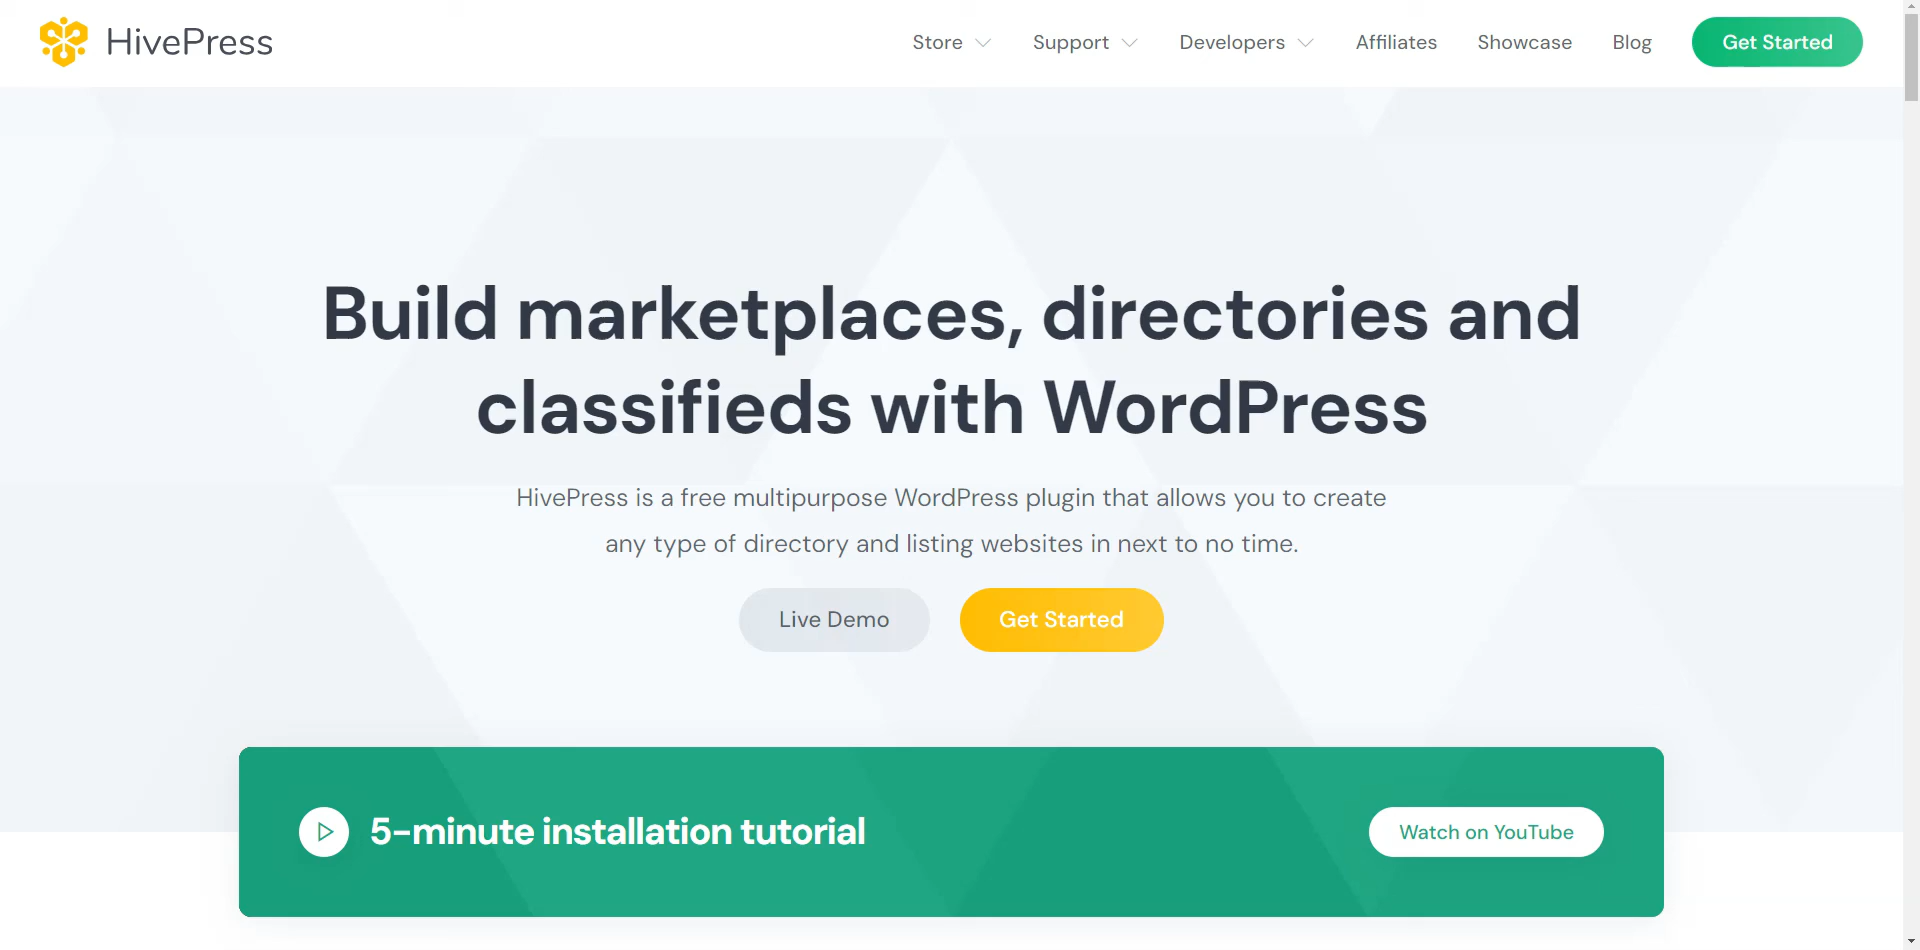 HivePress
Store
Support
Developers
Affiliates
Showcase
Blog
Get Started
Build marketplaces, directories and
classifieds with WordPress
HivePress is a free multipurpose WordPress plugin that allows you to create
any type of directory and listing websites in next to no time.
Live Demo
Get Started
5-minute installation tutorial
Watch on YouTube